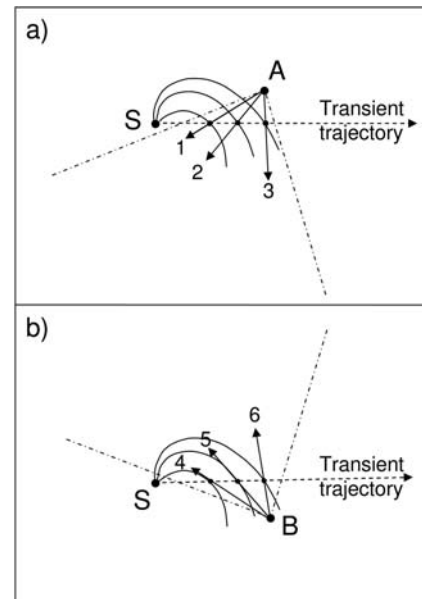 a)
A
S
Transient
trajectory
1
2
3
b)
6
5
4
Transient
trajectory
S
B